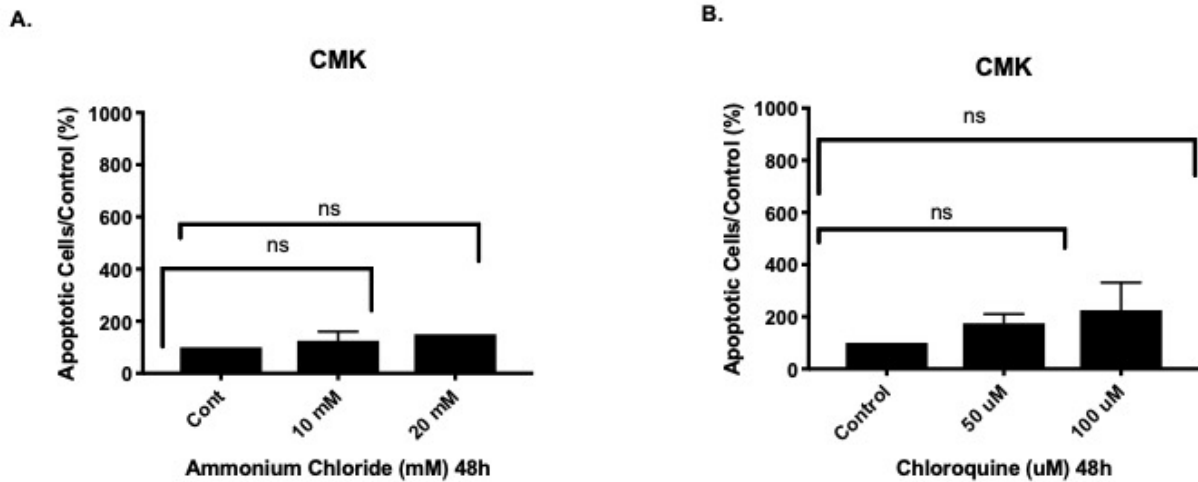 A.
CMK
Apoptotic Cells/Control (%)
1000
800
600
400
200
0
ns
ns
Cont
10 mM
20 mM
Ammonium Chloride (mM) 48h
B.
CMK
Apoptotic Cells/Control (%)
1000
800
600
400
200
0
ns
ns
Control
50 uM
100 uM
Chloroquine (uM) 48h